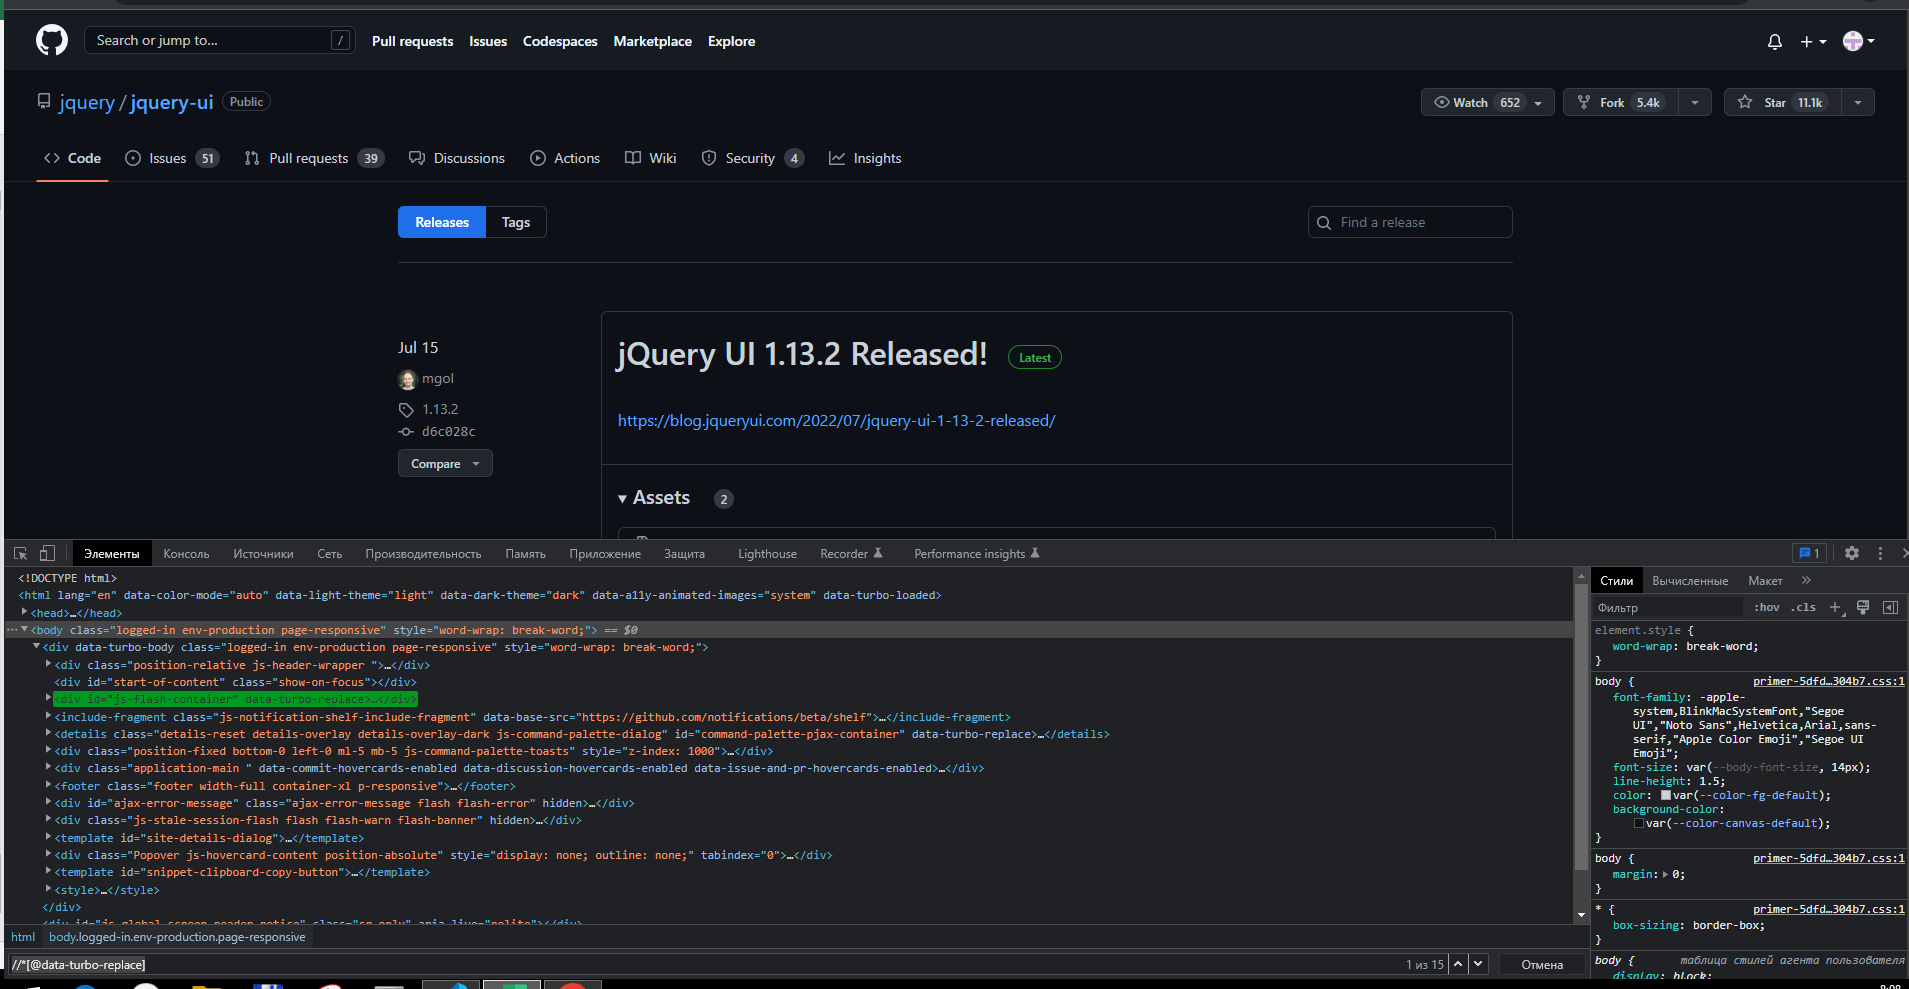 Search or jump to... /
Pull requests Issues Codespaces Marketplace Explore
jquery / jquery-ui Public
Watch 652 Fork 5.4k Star 11.1k
Code Issues 51 Pull requests 39 Discussions Actions Wiki Security 4 Insights
Releases Tags
Find a release
Jul 15
mgol
1.13.2
d6c028c
Compare
jQuery UI 1.13.2 Released! Latest
https://blog.jqueryui.com/2022/07/jquery-ui-1-13-2-released/
Assets 2
Элементы Консоль Источники Сеть Производительность Память Приложение Защита Lighthouse Recorder Performance insights 1
<!DOCTYPE html>
<html lang="en" data-color-mode="auto" data-light-theme="light" data-dark-theme="dark" data-a11y-animated-images="system" data-turbo-loaded>
<head>…</head>
<body class="logged-in env-production page-responsive" style="word-wrap: break-word;"> == $0
<div data-turbo-body class="logged-in env-production page-responsive" style="word-wrap: break-word;">
<div class="position-relative js-header-wrapper ">…</div>
<div id="start-of-content" class="show-on-focus"></div>
<div id="js-flash-container" data-turbo-replace>…</div>
<include-fragment class="js-notification-shelf-include-fragment" data-base-src="https://github.com/notifications/beta/shelf">…</include-fragment>
<details class="details-reset details-overlay details-overlay-dark js-command-palette-dialog" id="command-palette-pjax-container" data-turbo-replace>…</details>
<div class="position-fixed bottom-0 left-0 ml-5 mb-5 js-command-palette-toasts" style="z-index: 1000">…</div>
<div class="application-main " data-commit-hovercards-enabled data-discussion-hovercards-enabled data-issue-and-pr-hovercards-enabled>…</div>
<footer class="footer width-full container-xl p-responsive">…</footer>
<div id="ajax-error-message" class="ajax-error-message flash flash-error" hidden>…</div>
<div class="js-stale-session-flash flash flash-warn flash-banner" hidden>…</div>
<template id="site-details-dialog">…</template>
<div class="Popover js-hovercard-content position-absolute" style="display: none; outline: none;" tabindex="0">…</div>
<template id="snippet-clipboard-copy-button">…</template>
<style>…</style>
</div>
<div id="js-global-screen-reader-notice" class="sr-only" aria-live="polite"></div>
html body.logged-in.env-production.page-responsive
//*[@data-turbo-replace] 1 из 15 Отмена
Стили Вычисленные Макет »
Фильтр :hov .cls
element.style {
word-wrap: break-word;
}
body { primer-5dfd…304b7.css:1
font-family: -apple-
system,BlinkMacSystemFont,"Segoe
UI","Noto Sans",Helvetica,Arial,sans-
serif,"Apple Color Emoji","Segoe UI
Emoji";
font-size: var(--body-font-size, 14px);
line-height: 1.5;
color: var(--color-fg-default);
background-color:
var(--color-canvas-default);
}
body { primer-5dfd…304b7.css:1
margin: 0;
}
* { primer-5dfd…304b7.css:1
box-sizing: border-box;
}
body { таблица стилей агента пользователя
display: block;